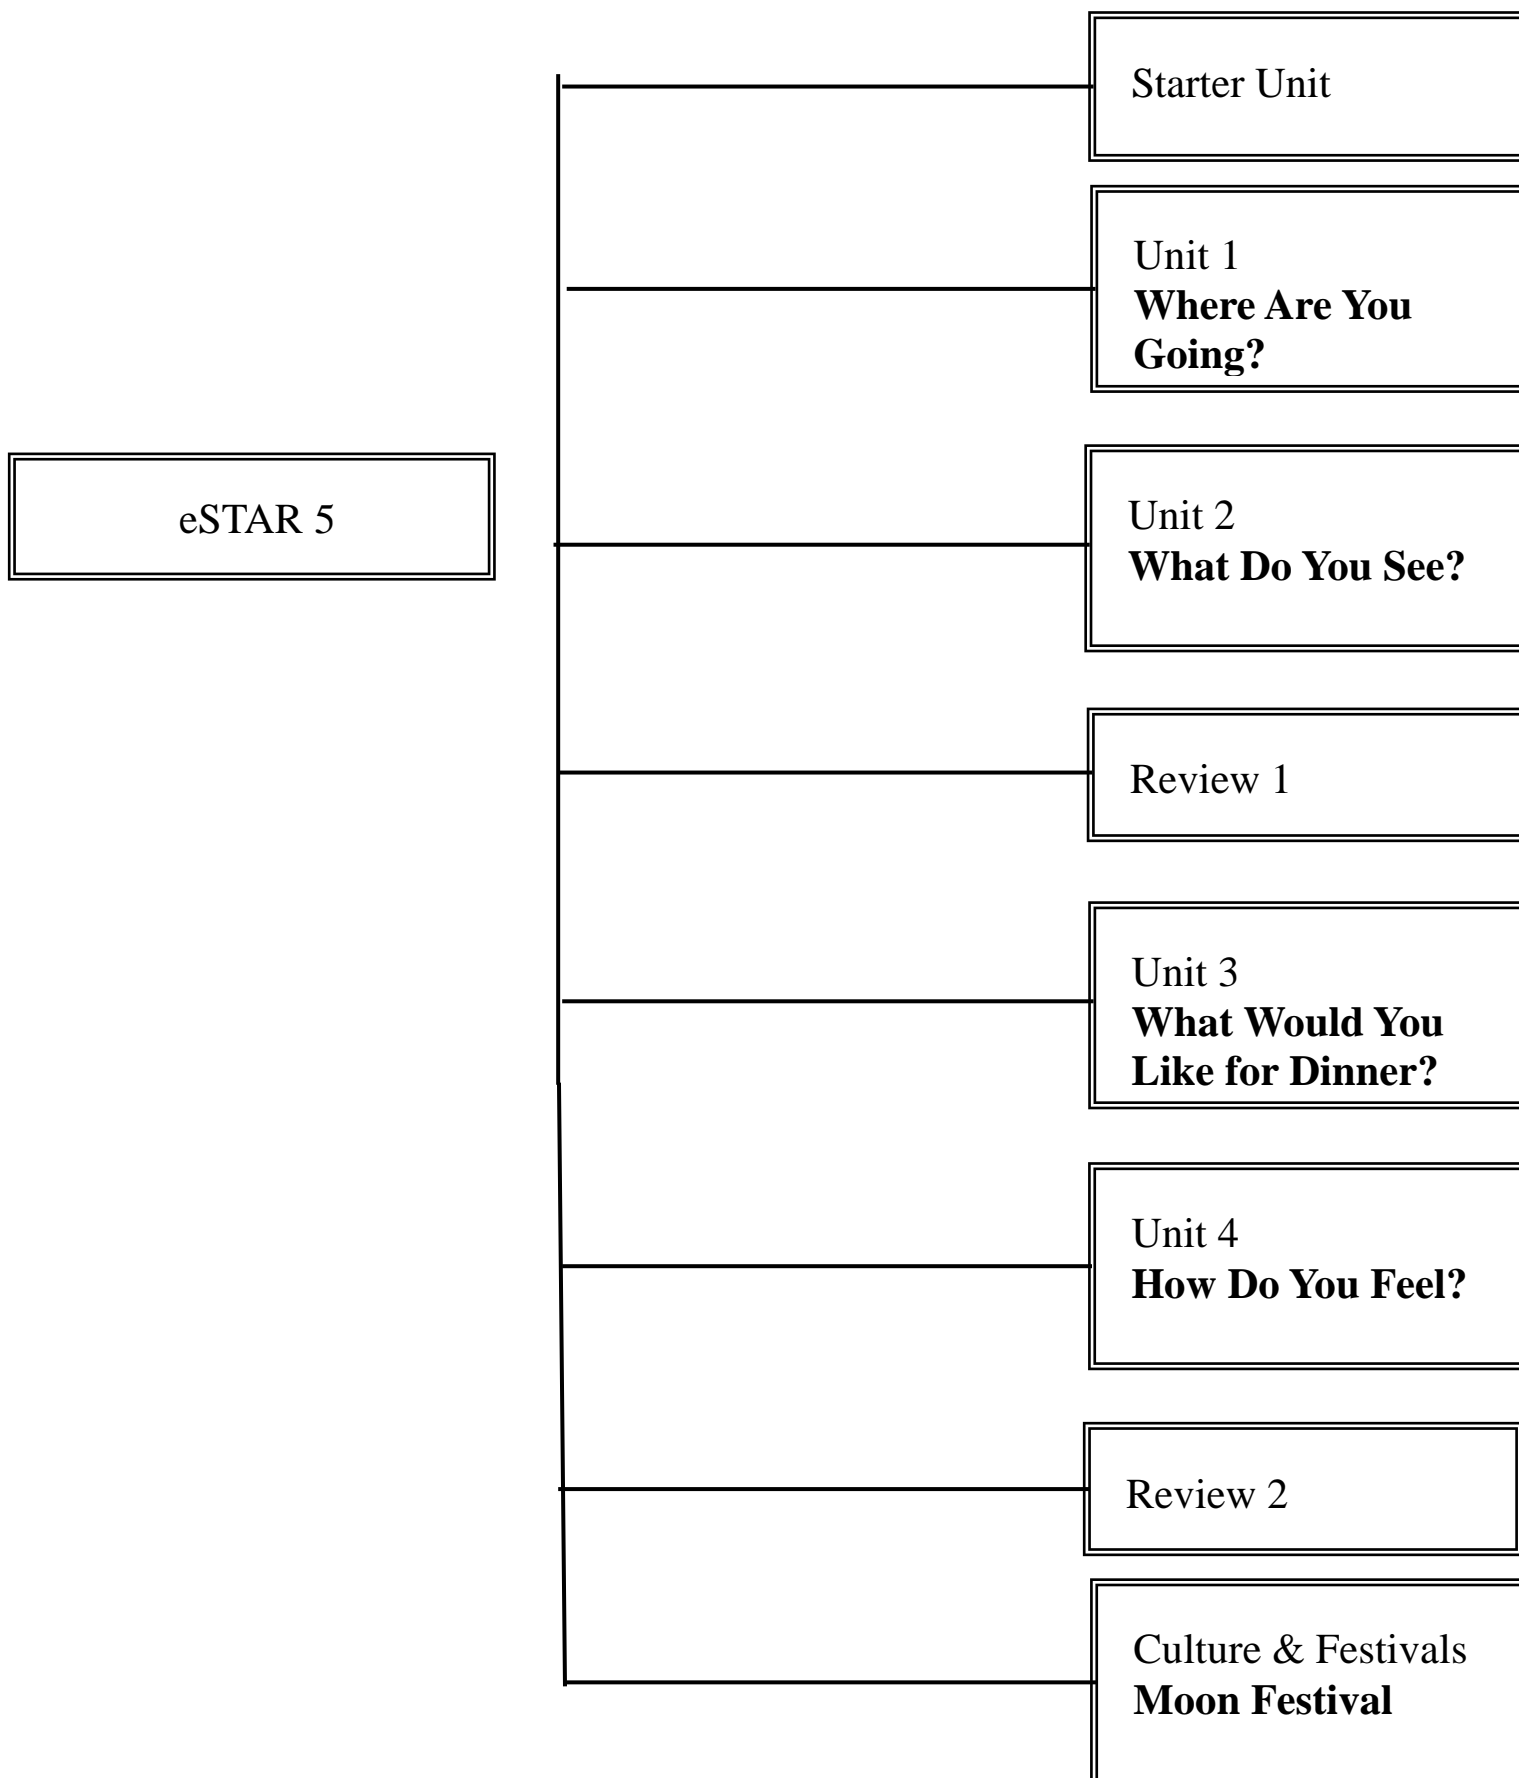 Starter Unit
Unit 1
Where Are You
Going?
eSTAR 5
Unit 2
What Do You See?
Review 1
Unit 3
What Would You
Like for Dinner?
Unit 4
How Do You Feel?
Review 2
Culture & Festivals
Moon Festival